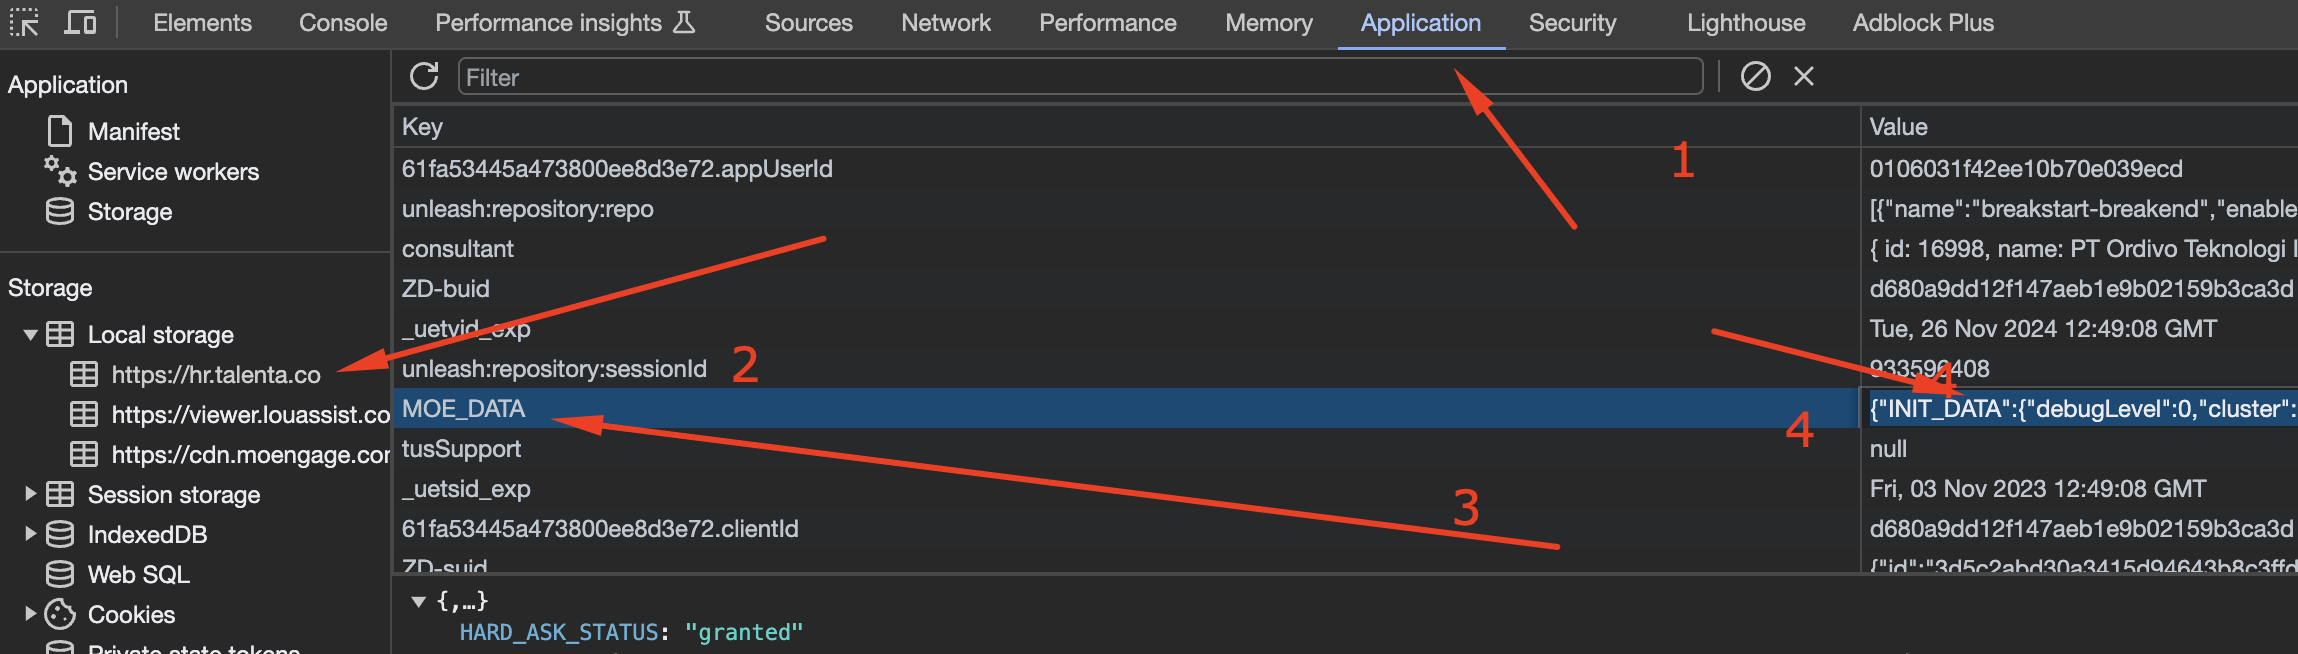 Elements Console Performance insights Sources Network Performance Memory Application Security Lighthouse Adblock Plus
Application
Manifest
Service workers
Storage
Storage
Local storage
https://hr.talenta.co
https://viewer.louassist.co
https://cdn.moengage.cor
Session storage
IndexedDB
Web SQL
Cookies
Private state tokens
Filter
Key Value
61fa53445a473800ee8d3e72.appUserId 0106031f42ee10b70e039ecd
unleash:repository:repo [{"name":"breakstart-breakend","enable
consultant { id: 16998, name: PT Ordivo Teknologi I
ZD-buid d680a9dd12f147aeb1e9b02159b3ca3d
_uetvid_exp Tue, 26 Nov 2024 12:49:08 GMT
unleash:repository:sessionId 933596408
MOE_DATA {"INIT_DATA":{"debugLevel":0,"cluster":
tusSupport null
_uetsid_exp Fri, 03 Nov 2023 12:49:08 GMT
61fa53445a473800ee8d3e72.clientId d680a9dd12f147aeb1e9b02159b3ca3d
ZD-suid {"id":"3d5c2abd30a3415d94643b8c3ffd
1
2
3
4
4
{,…}
HARD_ASK_STATUS: "granted"